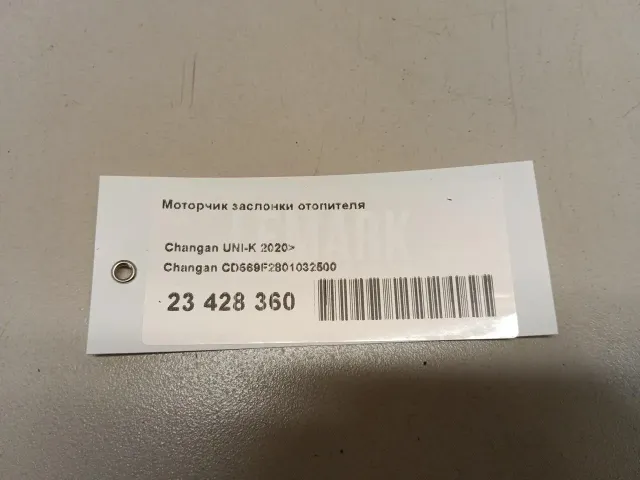 Моторчик заслонки отопителя
Changan UNI-K 2020>
Changan CD569F2801032500
23 428 360